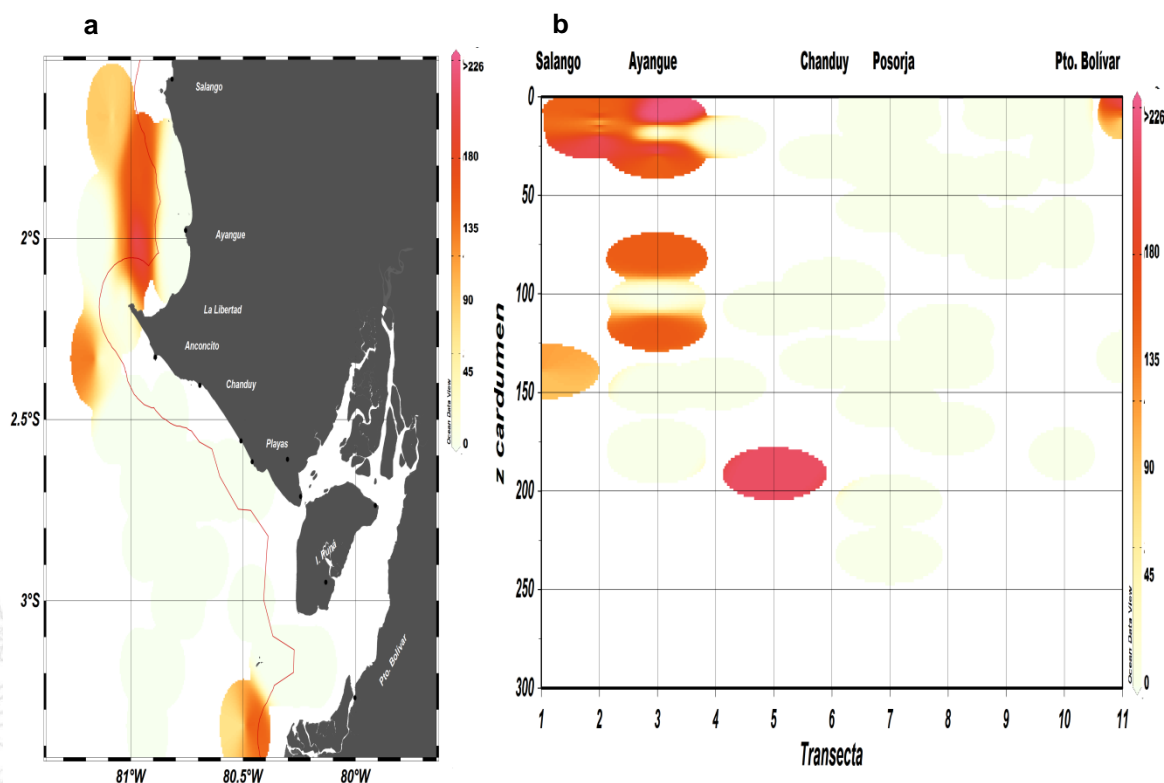 a
b
Salango
Ayangue
La Libertad
Anconcito
Chanduy
Playas
I. Puná
Pto. Bolívar
2°S
2.5°S
3°S
81°W
80.5°W
80°W
>226
180
135
90
45
0
Ocean Data View
Salango Ayangue Chanduy Posorja Pto. Bolívar
0
50
100
150
200
250
300
z cardumen
1 2 3 4 5 6 7 8 9 10 11
Transecta
>226
180
135
90
45
0
Ocean Data View